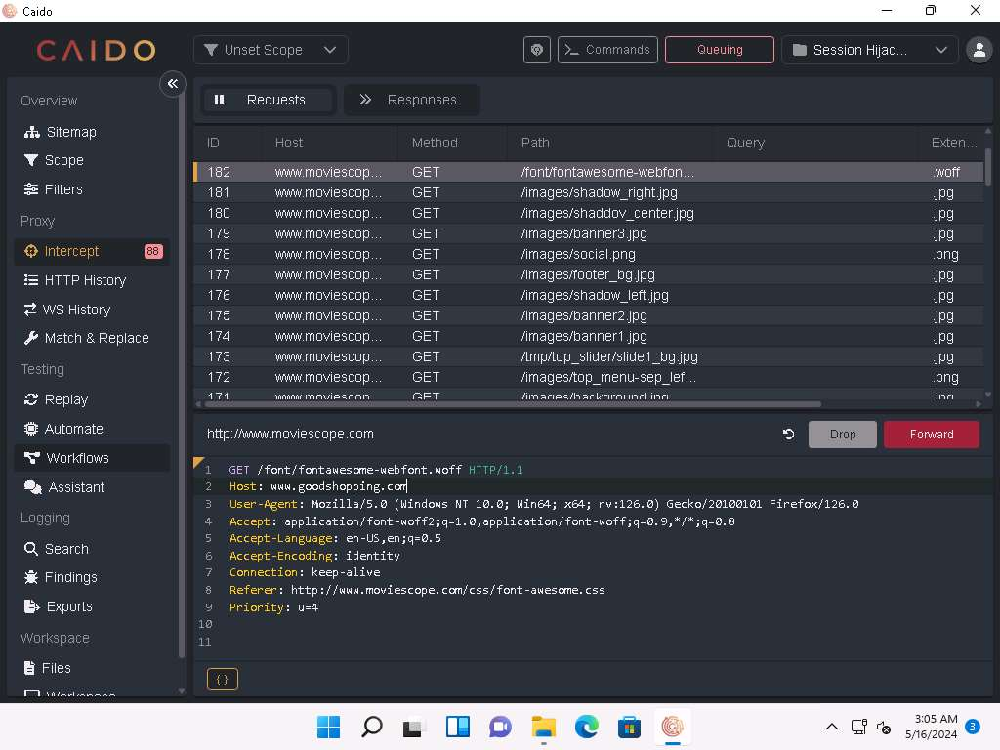 Caido
CAIDO
Unset Scope
Commands
Queuing
Session Hijac...
Overview
Sitemap
Scope
Filters
Proxy
Intercept 88
HTTP History
WS History
Match & Replace
Testing
Replay
Automate
Workflows
Assistant
Logging
Search
Findings
Exports
Workspace
Files
Workspace
Requests
Responses
ID Host Method Path Query Exten...
182 www.moviescop... GET /font/fontawesome-webfon... .woff
181 www.moviescop... GET /images/shadow_right.jpg .jpg
180 www.moviescop... GET /images/shaddov_center.jpg .jpg
179 www.moviescop... GET /images/banner3.jpg .jpg
178 www.moviescop... GET /images/social.png .png
177 www.moviescop... GET /images/footer_bg.jpg .jpg
176 www.moviescop... GET /images/shadow_left.jpg .jpg
175 www.moviescop... GET /images/banner2.jpg .jpg
174 www.moviescop... GET /images/banner1.jpg .jpg
173 www.moviescop... GET /tmp/top_slider/slide1_bg.jpg .jpg
172 www.moviescop... GET /images/top_menu-sep_lef... .png
171 www.moviescop... GET /images/background.jpg .jpg
http://www.moviescope.com
Drop
Forward
1 GET /font/fontawesome-webfont.woff HTTP/1.1
2 Host: www.goodshopping.com
3 User-Agent: Mozilla/5.0 (Windows NT 10.0; Win64; x64; rv:126.0) Gecko/20100101 Firefox/126.0
4 Accept: application/font-woff2;q=1.0,application/font-woff;q=0.9,*/*;q=0.8
5 Accept-Language: en-US,en;q=0.5
6 Accept-Encoding: identity
7 Connection: keep-alive
8 Referer: http://www.moviescope.com/css/font-awesome.css
9 Priority: u=4
10
11
{}
3:05 AM
5/16/2024
3